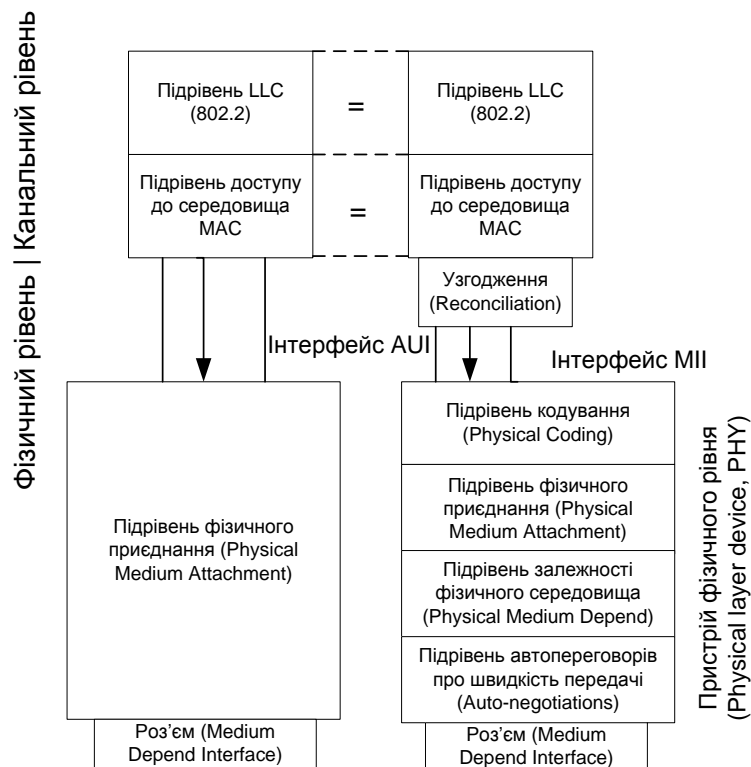 Фізичний рівень | Канальний рівень
Підрівень LLC
(802.2)
=
Підрівень LLC
(802.2)
Підрівень доступу
до середовища
MAC
=
Підрівень доступу
до середовища
MAC
Узгодження
(Reconciliation)
Інтерфейс AUI
Інтерфейс MII
Підрівень фізичного
приєднання (Physical
Medium Attachment)
Роз'єм (Medium
Depend Interface)
Підрівень кодування
(Physical Coding)
Підрівень фізичного
приєднання (Physical
Medium Attachment)
Підрівень залежності
фізичного середовища
(Physical Medium Depend)
Підрівень автопереговорів
про швидкість передачі
(Auto-negotiations)
Роз'єм (Medium
Depend Interface)
Пристрій фізичного рівня
(Physical layer device, PHY)